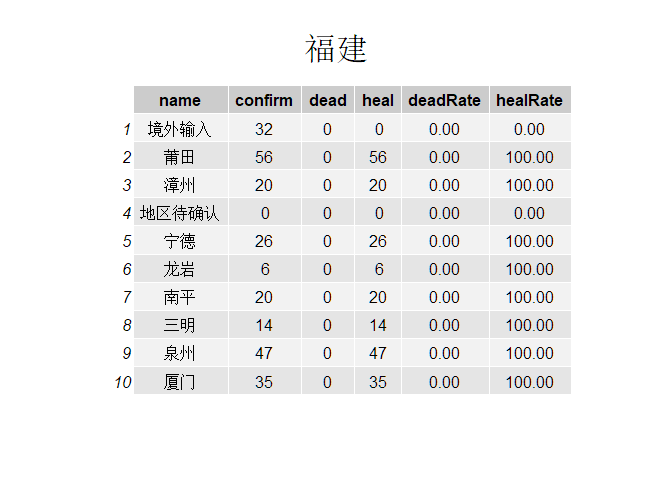 福建
name confirm dead heal deadRate healRate
1 境外输入 32 0 0 0.00 0.00
2 莆田 56 0 56 0.00 100.00
3 漳州 20 0 20 0.00 100.00
4 地区待确认 0 0 0 0.00 0.00
5 宁德 26 0 26 0.00 100.00
6 龙岩 6 0 6 0.00 100.00
7 南平 20 0 20 0.00 100.00
8 三明 14 0 14 0.00 100.00
9 泉州 47 0 47 0.00 100.00
10 厦门 35 0 35 0.00 100.00